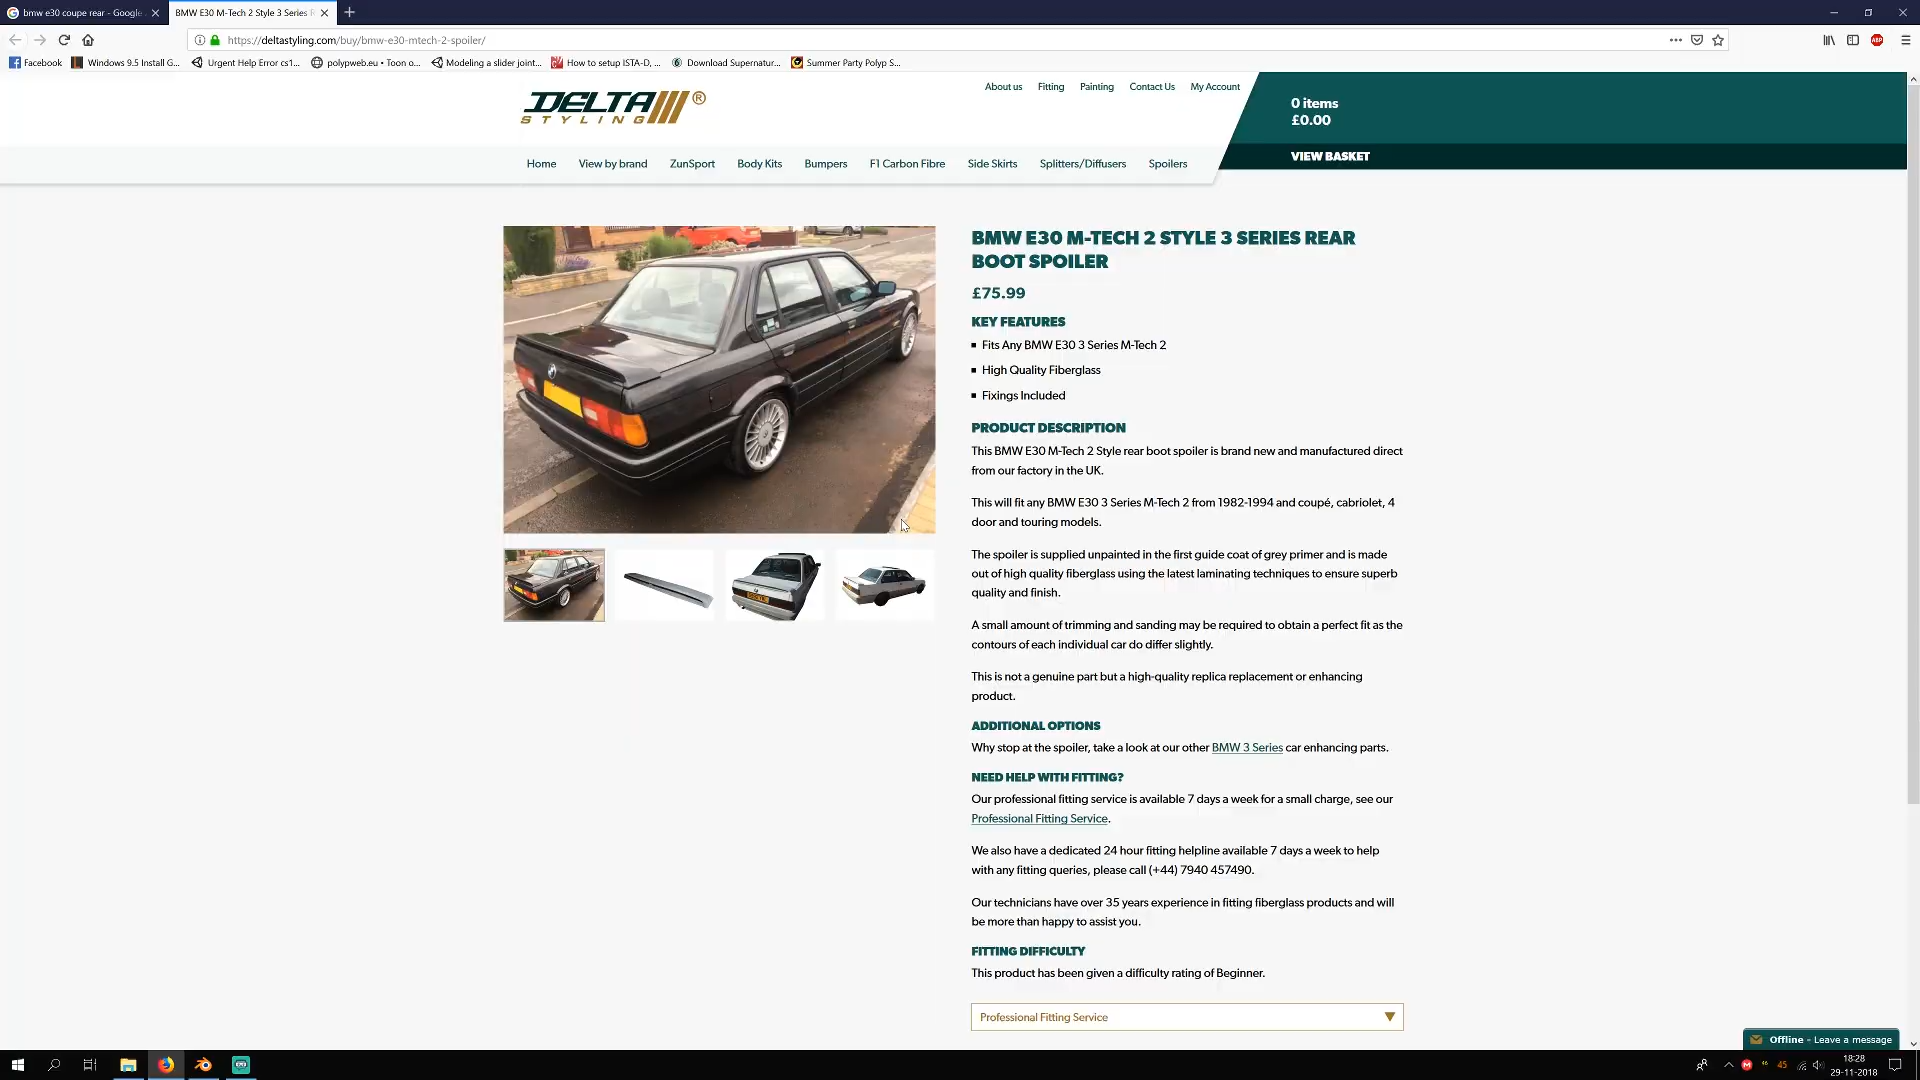 bmw e30 coupe rear - Google
BMW E30 M-Tech 2 Style 3 Series
https://deltastyling.com/buy/bmw-e30-mtech-2-spoiler/
Facebook
Windows 9.5 Install G...
Urgent Help Error cs1...
polypweb.eu • Toon o...
Modeling a slider joint...
How to setup ISTA-D, ...
Download Supernatur...
Summer Party Polyp S...
DELTA ®
STYLING
About us
Fitting
Painting
Contact Us
My Account
0 items
£0.00
VIEW BASKET
Home
View by brand
ZunSport
Body Kits
Bumpers
F1 Carbon Fibre
Side Skirts
Splitters/Diffusers
Spoilers
BMW E30 M-TECH 2 STYLE 3 SERIES REAR
BOOT SPOILER
£75.99
KEY FEATURES
Fits Any BMW E30 3 Series M-Tech 2
High Quality Fiberglass
Fixings Included
PRODUCT DESCRIPTION
This BMW E30 M-Tech 2 Style rear boot spoiler is brand new and manufactured direct
from our factory in the UK.
This will fit any BMW E30 3 Series M-Tech 2 from 1982-1994 and coupé, cabriolet, 4
door and touring models.
The spoiler is supplied unpainted in the first guide coat of grey primer and is made
out of high quality fiberglass using the latest laminating techniques to ensure superb
quality and finish.
A small amount of trimming and sanding may be required to obtain a perfect fit as the
contours of each individual car do differ slightly.
This is not a genuine part but a high-quality replica replacement or enhancing
product.
ADDITIONAL OPTIONS
Why stop at the spoiler, take a look at our other BMW 3 Series car enhancing parts.
NEED HELP WITH FITTING?
Our professional fitting service is available 7 days a week for a small charge, see our
Professional Fitting Service.
We also have a dedicated 24 hour fitting helpline available 7 days a week to help
with any fitting queries, please call (+44) 7940 457490.
Our technicians have over 35 years experience in fitting fiberglass products and will
be more than happy to assist you.
FITTING DIFFICULTY
This product has been given a difficulty rating of Beginner.
Professional Fitting Service
Offline - Leave a message
45
18:28
29-11-2018